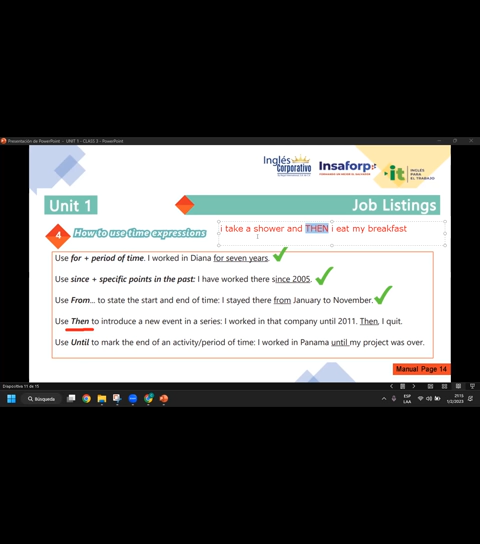 Presentación de PowerPoint - UNIT 1 - CLASS 3 - PowerPoint
Inglés
Corporativo
Insaforp
it
INGLÉS
PARA
EL TRABAJO
Unit 1
Job Listings
4
How to use time expressions
i take a shower and THEN i eat my breakfast
Use for + period of time. I worked in Diana for seven years.
Use since + specific points in the past: I have worked there since 2005.
Use From... to state the start and end of time: I stayed there from January to November.
Use Then to introduce a new event in a series: I worked in that company until 2011. Then, I quit.
Use Until to mark the end of an activity/period of time: I worked in Panama until my project was over.
Manual Page 14
Diapositiva 11 de 15
Búsqueda
ESP
LAA
21:15
1/2/2023